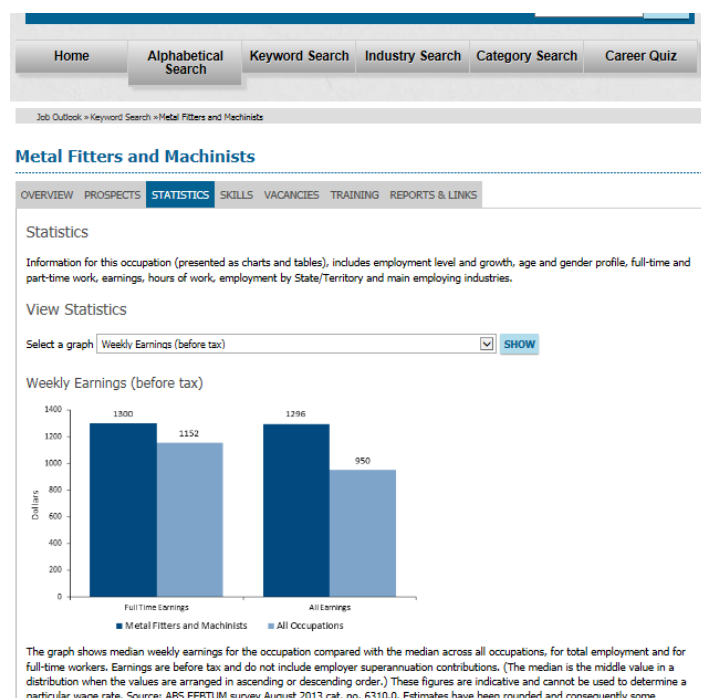 Home
Alphabetical Search
Keyword Search
Industry Search
Category Search
Career Quiz
Job Outlook » Keyword Search » Metal Fitters and Machinists
Metal Fitters and Machinists
OVERVIEW PROSPECTS STATISTICS SKILLS VACANCIES TRAINING REPORTS & LINKS
Statistics
Information for this occupation (presented as charts and tables), includes employment level and growth, age and gender profile, full-time and
part-time work, earnings, hours of work, employment by State/Territory and main employing industries.
View Statistics
Select a graph Weekly Earnings (before tax) SHOW
Weekly Earnings (before tax)
1400
1200
1000
800
600
400
200
0
Dollars
1300
1152
1296
950
Full Time Earnings
All Earnings
Metal Fitters and Machinists
All Occupations
The graph shows median weekly earnings for the occupation compared with the median across all occupations, for total employment and for
full-time workers. Earnings are before tax and do not include employer superannuation contributions. (The median is the middle value in a
distribution when the values are arranged in ascending or descending order.) These figures are indicative and cannot be used to determine a
particular wage rate. Source: ABS EEBTUM survey August 2013 cat. no. 6310.0. Estimates have been rounded and consequently some